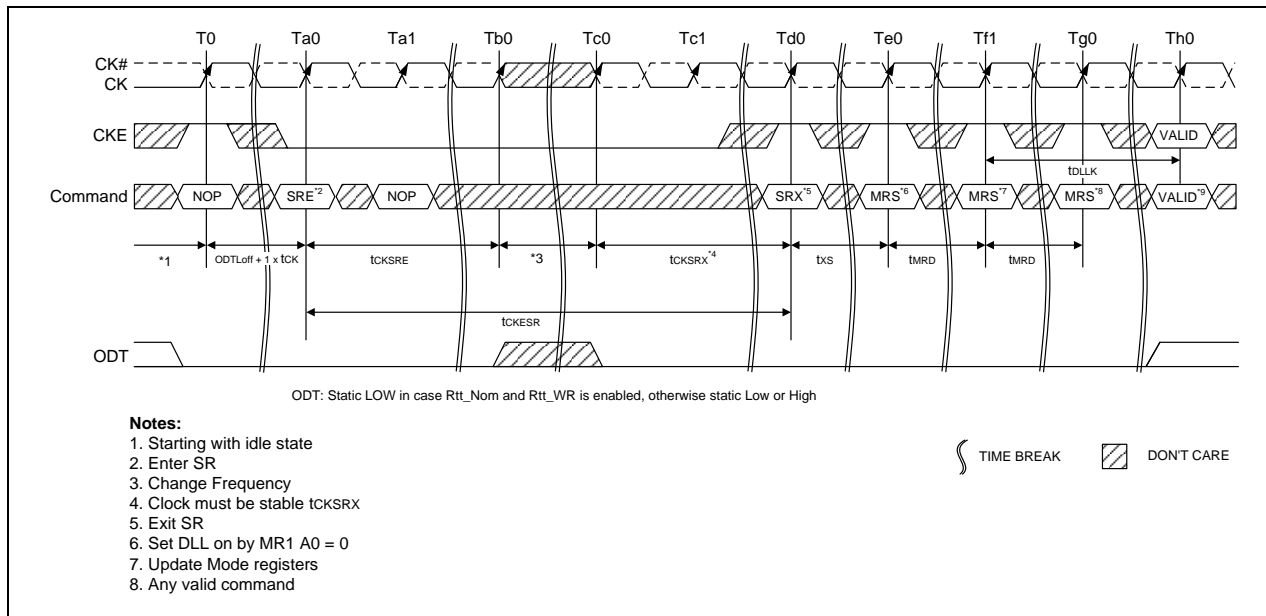 T0 Ta0 Ta1 Tb0 Tc0 Tc1 Td0 Te0 Tf1 Tg0 Th0
CK#
CK
CKE
VALID
tDLLK
Command
NOP SRE*2 NOP SRX*5 MRS*6 MRS*7 MRS*8 VALID*9
*1 ODTLoff + 1 x tCK tCKSRE *3 tCKSRX*4 tXS tMRD tMRD
tCKESR
ODT
ODT: Static LOW in case Rtt_Nom and Rtt_WR is enabled, otherwise static Low or High
Notes:
1. Starting with idle state
2. Enter SR
3. Change Frequency
4. Clock must be stable tCKSRX
5. Exit SR
6. Set DLL on by MR1 A0 = 0
7. Update Mode registers
8. Any valid command
TIME BREAK
DON'T CARE